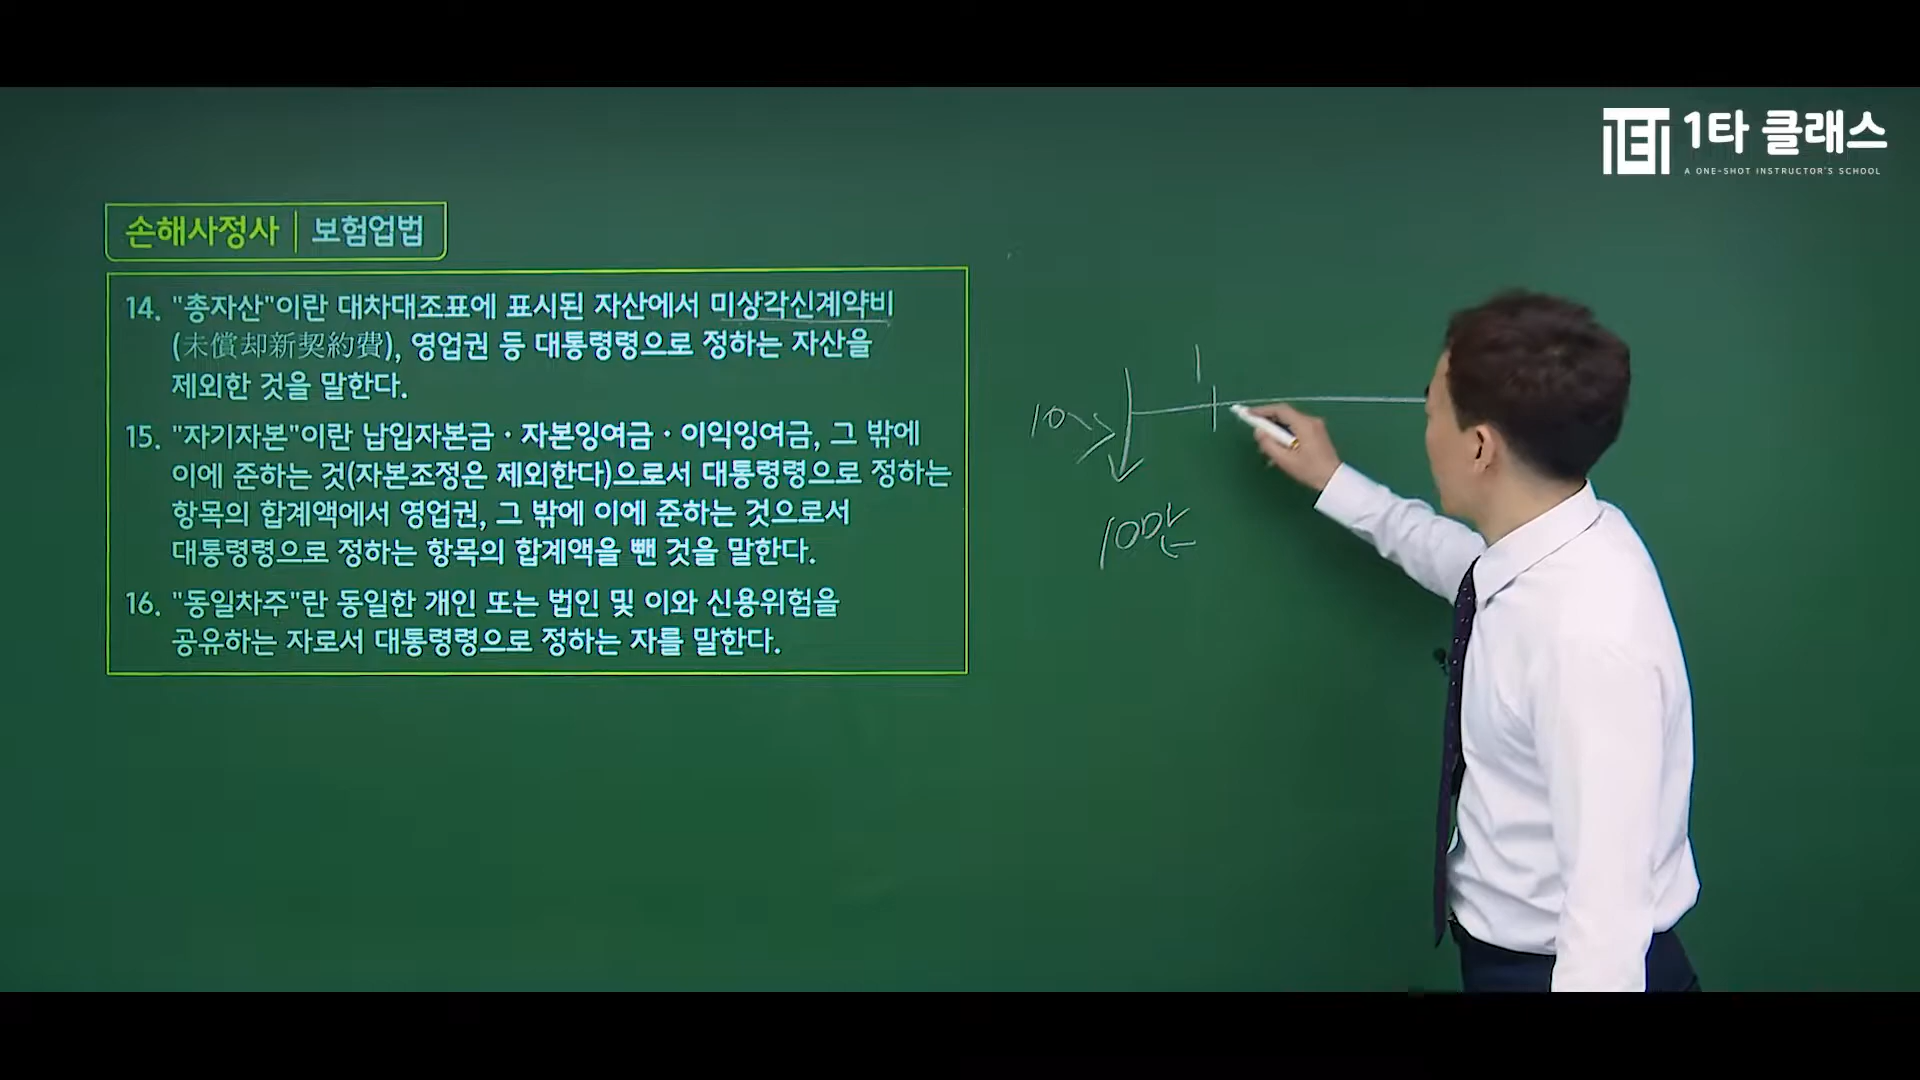 1타 클래스
A ONE-SHOT INSTRUCTOR'S SCHOOL
손해사정사 | 보험업법
14. "총자산"이란 대차대조표에 표시된 자산에서 미상각신계약비
(未償却新契約費), 영업권 등 대통령령으로 정하는 자산을
제외한 것을 말한다.
15. "자기자본"이란 납입자본금·자본잉여금·이익잉여금, 그 밖에
이에 준하는 것(자본조정은 제외한다)으로서 대통령령으로 정하는
항목의 합계액에서 영업권, 그 밖에 이에 준하는 것으로서
대통령령으로 정하는 항목의 합계액을 뺀 것을 말한다.
16. "동일차주"란 동일한 개인 또는 법인 및 이와 신용위험을
공유하는 자로서 대통령령으로 정하는 자를 말한다.
1
10
100만